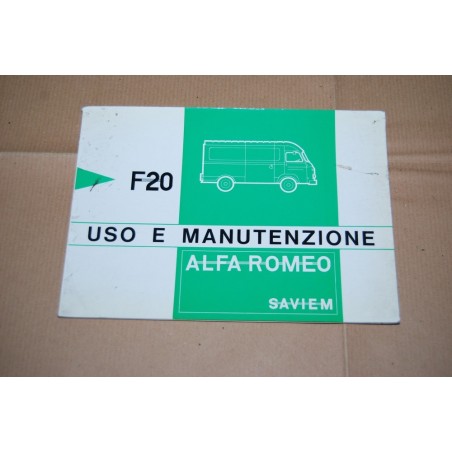 F20
USO E MANUTENZIONE
ALFA ROMEO
SAVIEM